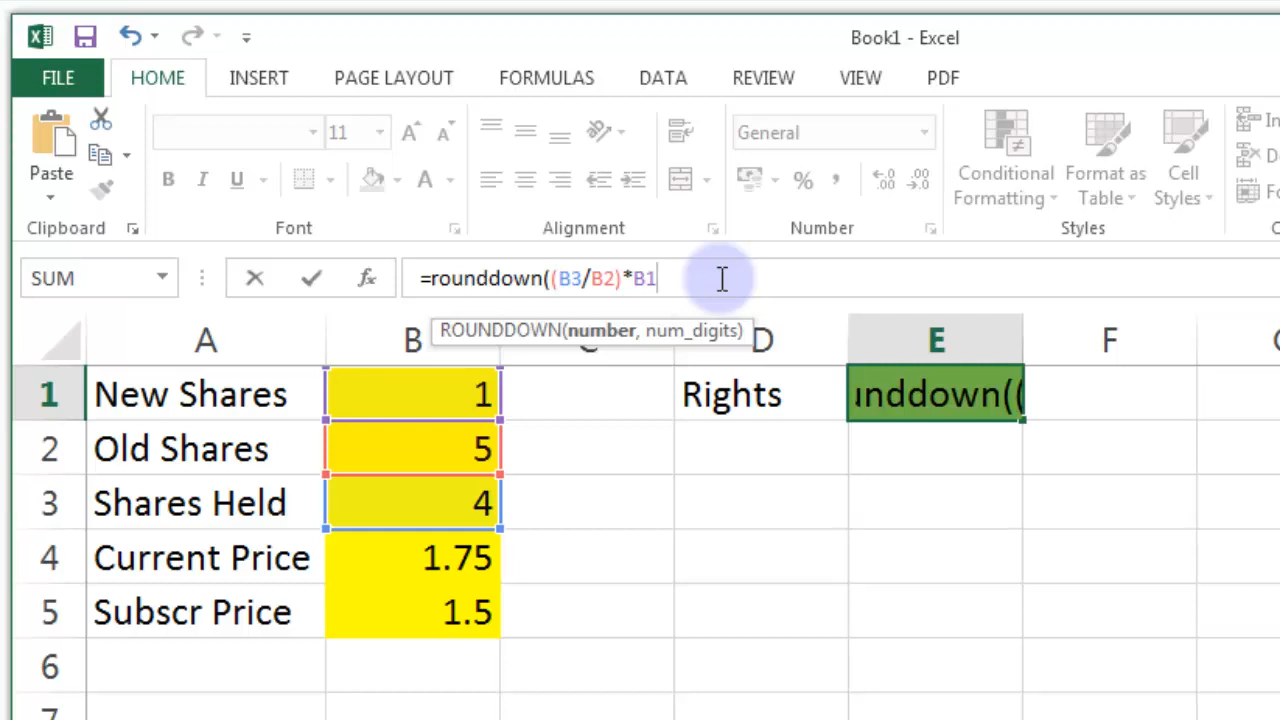 Book1 - Excel
FILE HOME INSERT PAGE LAYOUT FORMULAS DATA REVIEW VIEW PDF
11 General
Paste
Conditional Formatting
Format as Table
Cell Styles
Clipboard Font Alignment Number Styles
SUM fx =rounddown((B3/B2)*B1
ROUNDDOWN(number, num_digits)
A B D E F
1 New Shares 1 Rights unddown((
2 Old Shares 5
3 Shares Held 4
4 Current Price 1.75
5 Subscr Price 1.5
6
7